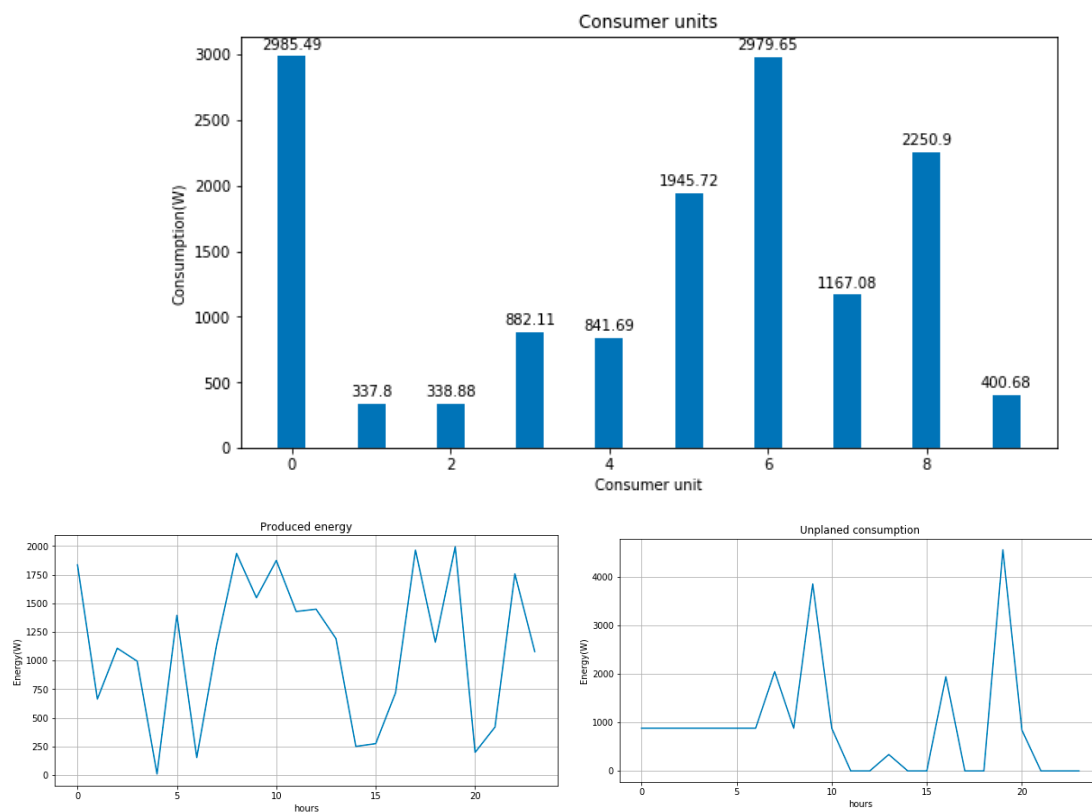 Consumer units
2985.49
2979.65
3000
2500
2250.9
1945.72
2000
Consumption(W)
1500
1167.08
1000
882.11
841.69
500
337.8
338.88
400.68
0
0 2 4 6 8
Consumer unit
Produced energy
2000
1750
1500
1250
1000
750
500
250
0
Energy(W)
0 5 10 15 20
hours
Unplaned consumption
4000
3000
2000
1000
0
Energy(W)
0 5 10 15 20
hours